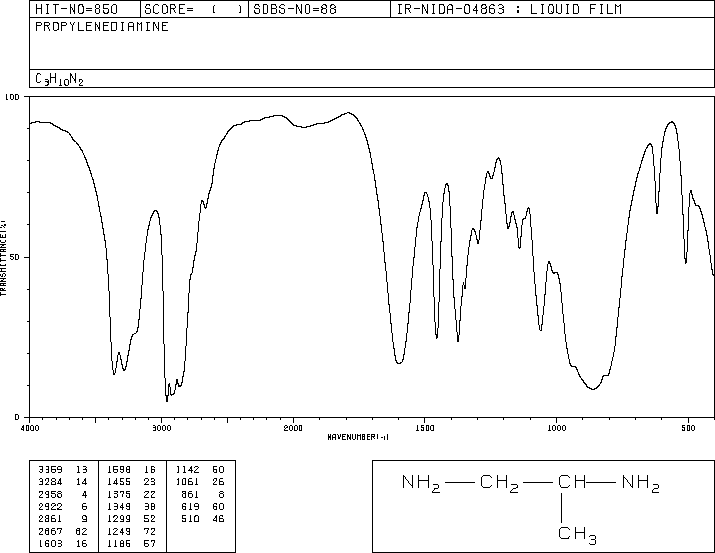 HIT-NO=850 SCORE= ( ) SDBS-NO=88 IR-NIDA-04863 : LIQUID FILM
PROPYLENEDIAMINE
C3H10N2
100
50
0
TRANSMITTANCE(%)
4000 3000 2000 1500 1000 500
WAVENUMBER(-1)
3369 13 1598 16 1142 50
3284 14 1455 23 1061 26
2958 4 1375 22 861 8
2922 6 1349 38 619 60
2861 9 1299 52 510 46
2667 62 1249 72
1603 16 1186 57
NH2 CH2 CH NH2
CH3